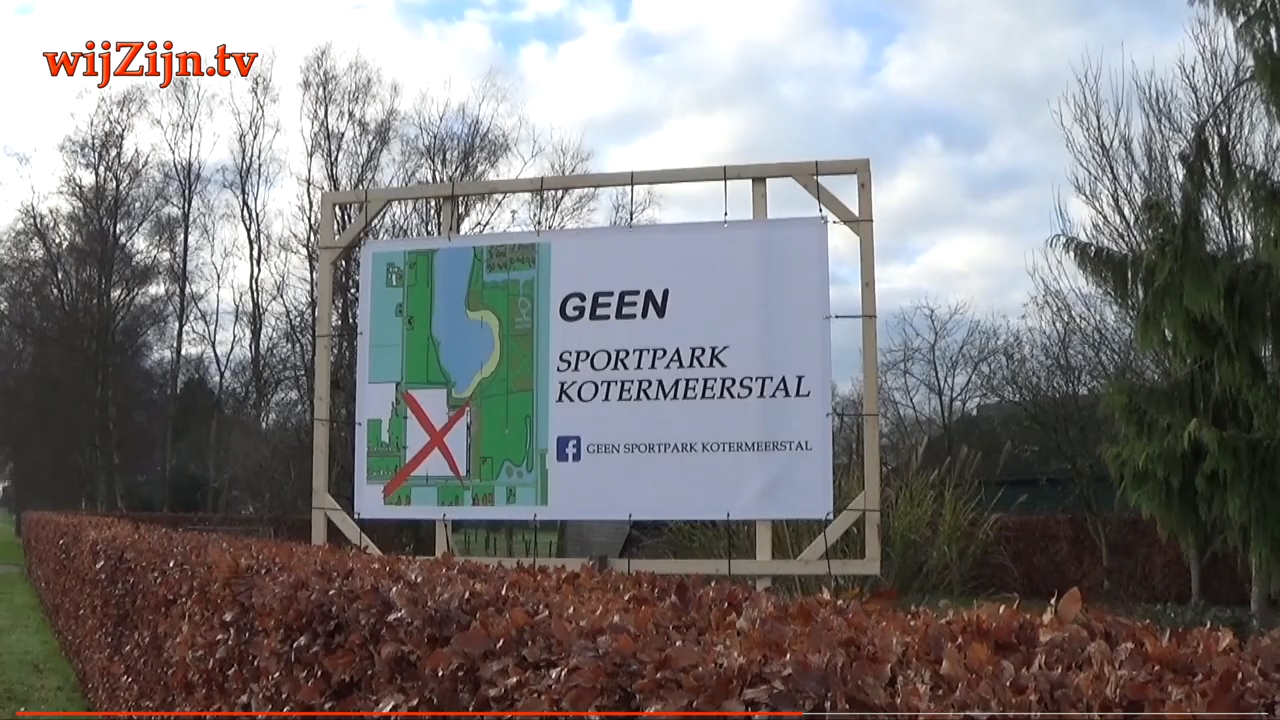 wijZijn.tv
GEEN
SPORTPARK
KOTERMEERSTAL
GEEN SPORTPARK KOTERMEERSTAL